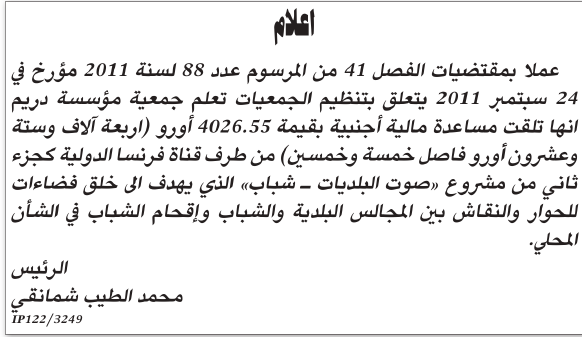 اعلام
عملا بمقتضيات الفصل 41 من المرسوم عدد 88 لسنة 2011 مؤرخ في
24 سبتمبر 2011 يتعلق بتنظيم الجمعيات تعلم جمعية مؤسسة دريم
انها تلقت مساعدة مالية أجنبية بقيمة 4026.55 أورو (اربعة آلاف وستة
وعشرون أورو فاصل خمسة وخمسين) من طرف قناة فرنسا الدولية كجزء
ثاني من مشروع «صوت البلديات – شباب» الذي يهدف الى خلق فضاءات
للحوار والنقاش بين المجالس البلدية والشباب وإقحام الشباب في الشأن
المحلي.
الرئيس
محمد الطيب شمانقي
IP122/3249